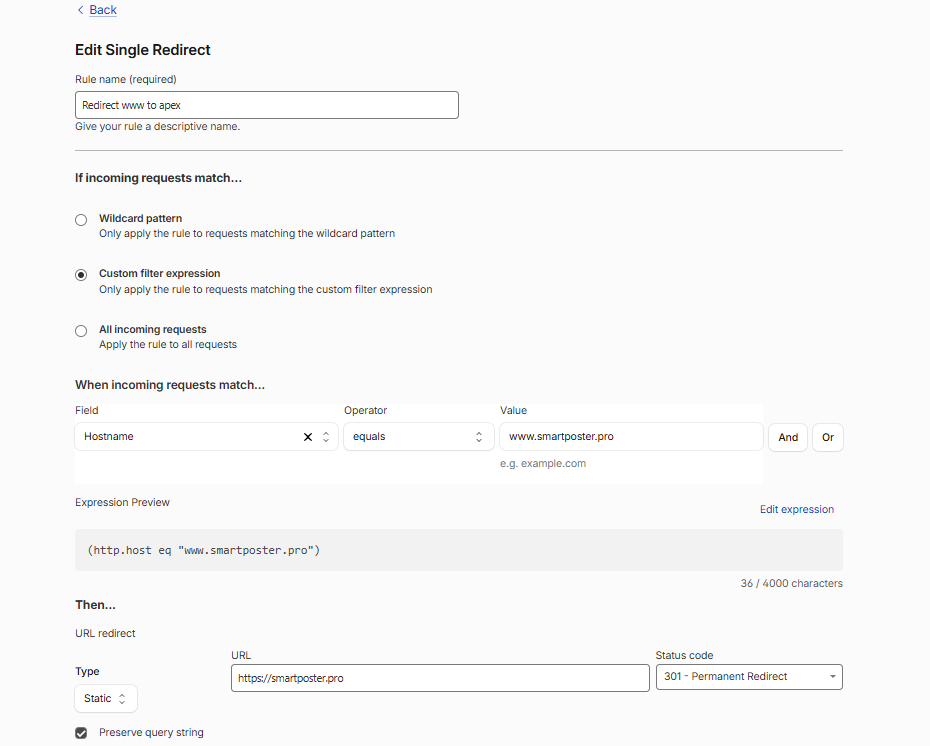 Back
Edit Single Redirect
Rule name (required)
Redirect www to apex
Give your rule a descriptive name.
If incoming requests match...
Wildcard pattern
Only apply the rule to requests matching the wildcard pattern
Custom filter expression
Only apply the rule to requests matching the custom filter expression
All incoming requests
Apply the rule to all requests
When incoming requests match...
Field Operator Value
Hostname equals www.smartposter.pro And Or
e.g. example.com
Expression Preview
Edit expression
(http.host eq "www.smartposter.pro")
36 / 4000 characters
Then...
URL redirect
URL Status code
Type
https://smartposter.pro 301 - Permanent Redirect
Static
Preserve query string